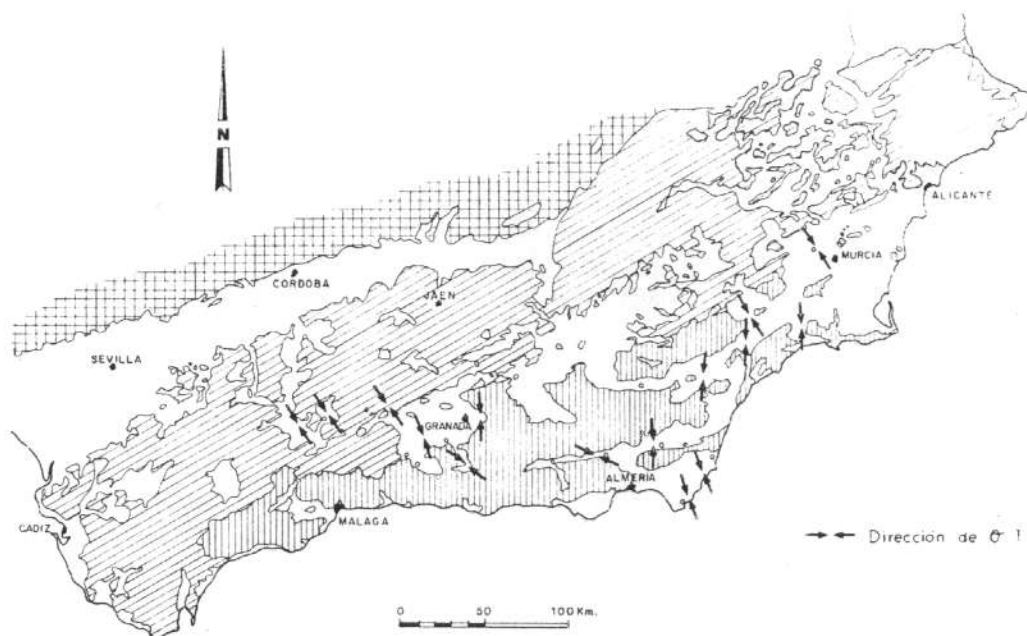 N
ALICANTE
MURCIA
CORDOBA
JAEN
SEVILLA
GRANADA
ALMERIA
MALAGA
CADIZ
Dirección de σ 1
0 50 100 Km.